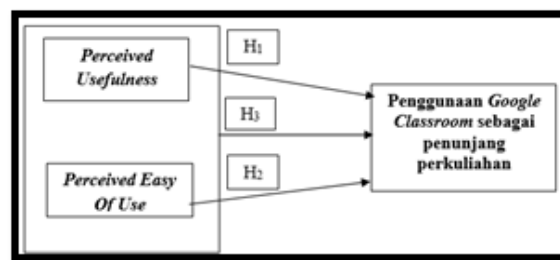 Perceived
Usefulness
H1
Penggunaan Google
Classroom sebagai
penunjang
perkuliahan
H3
Perceived Easy
Of Use
H2